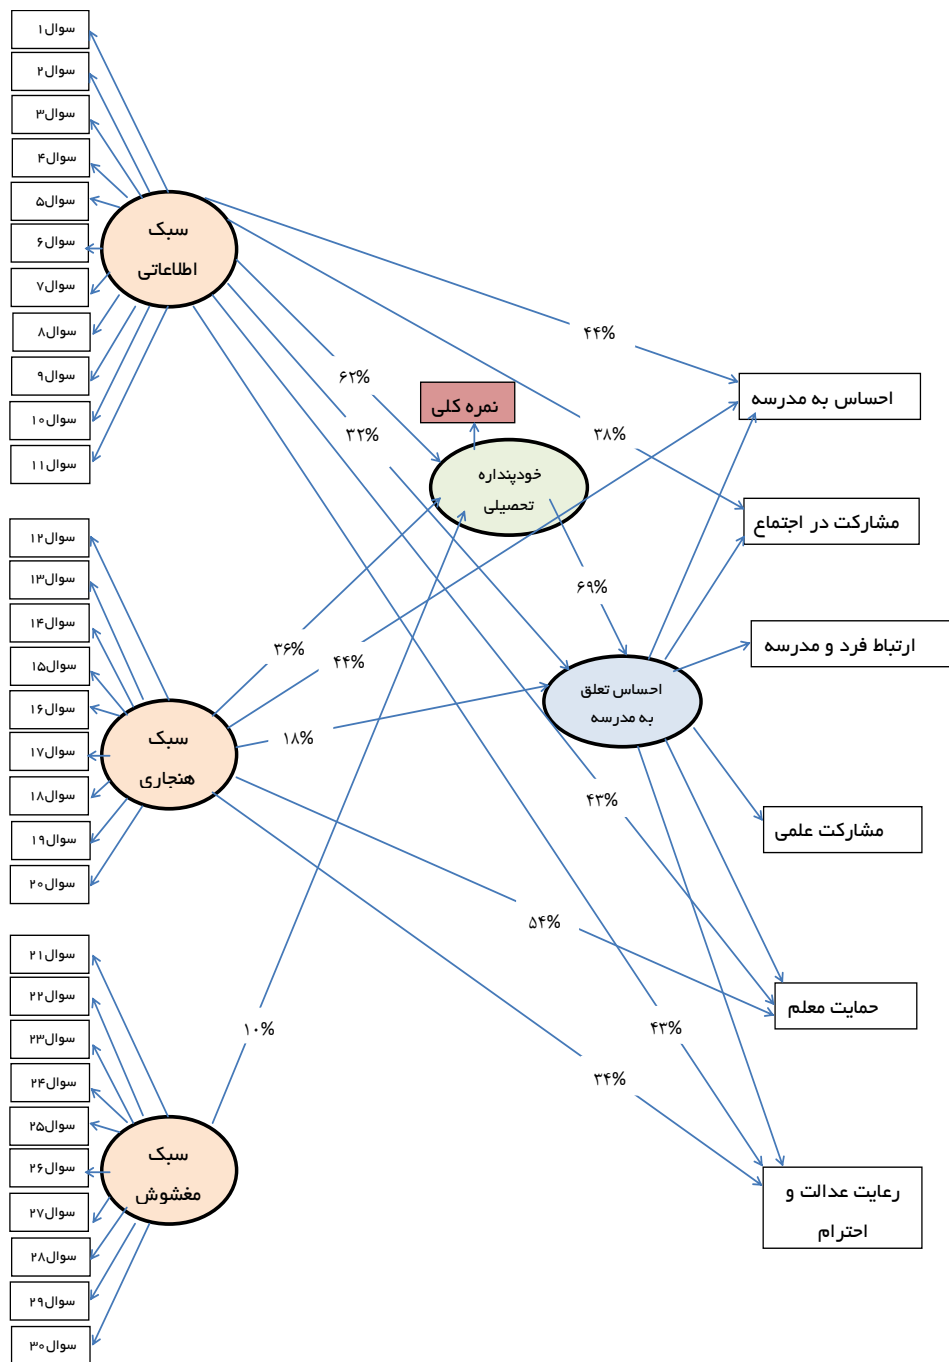 سوال۱
سوال۲
سوال۳
سوال۴
سوال۵
سوال۶
سوال۷
سوال۸
سوال۹
سوال۱۰
سوال۱۱
سبک
اطلاعاتی
۴۴%
۶۲%
۳۲%
۳۸%
نمره کلی
خودپنداره
تحصیلی
احساس به مدرسه
مشارکت در اجتماع
ارتباط فرد و مدرسه
مشارکت علمی
حمایت معلم
رعایت عدالت و
احترام
سوال۱۲
سوال۱۳
سوال۱۴
سوال۱۵
سوال۱۶
سوال۱۷
سوال۱۸
سوال۱۹
سوال۲۰
سبک
هنجاری
۳۶%
۴۴%
۱۸%
۶۹%
احساس تعلق
به مدرسه
۴۳%
۵۴%
۴۳%
۳۴%
۱۰%
سوال۲۱
سوال۲۲
سوال۲۳
سوال۲۴
سوال۲۵
سوال۲۶
سوال۲۷
سوال۲۸
سوال۲۹
سوال۳۰
سبک
مغشوش